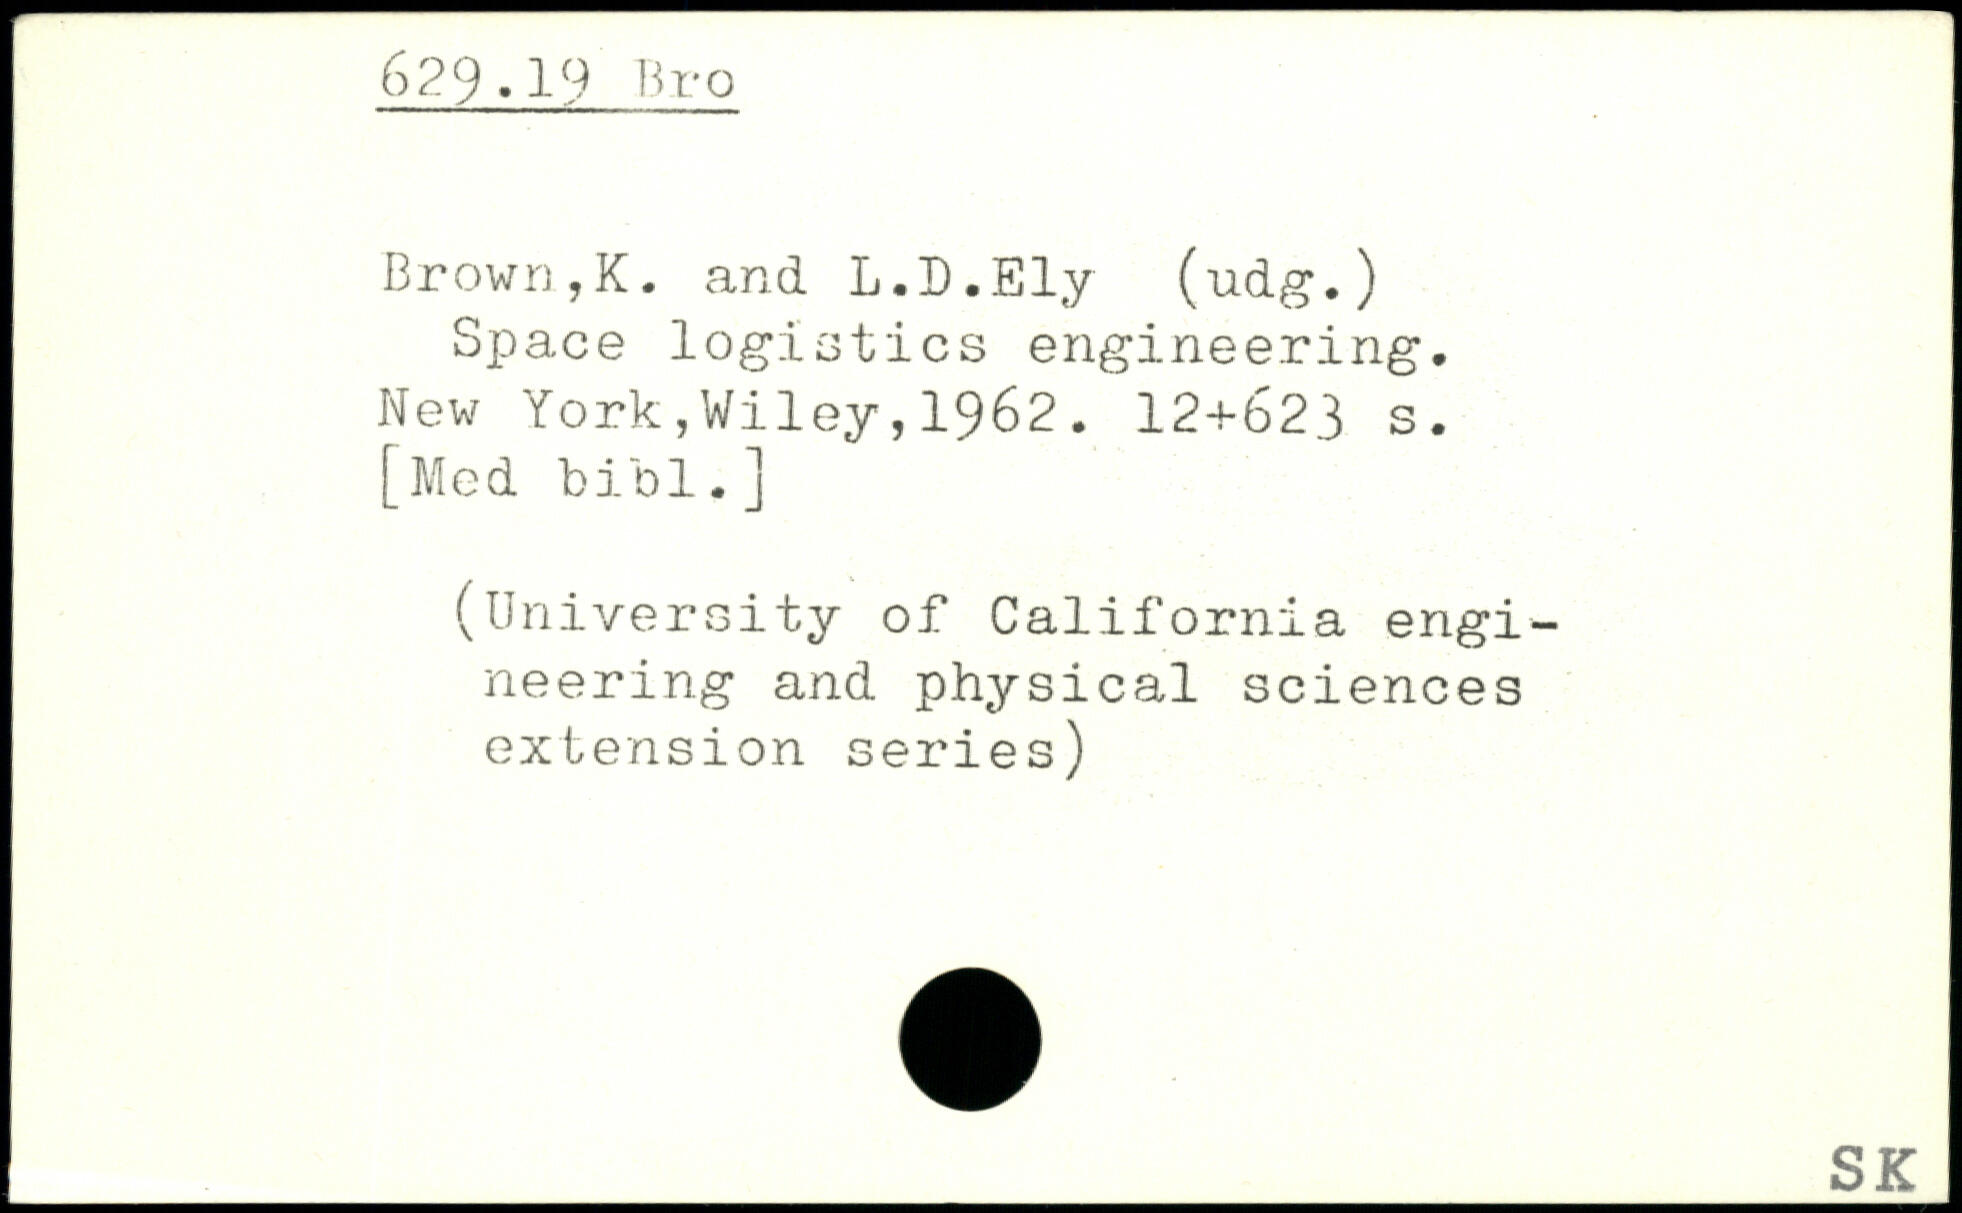 629.19 Bro
Brown,K. and L.D.Ely (udg.)
Space logistics engineering.
New York,Wiley,1962. 12+623 s.
[Med bibl.]
(University of California engi-
neering and physical sciences
extension series)
SK